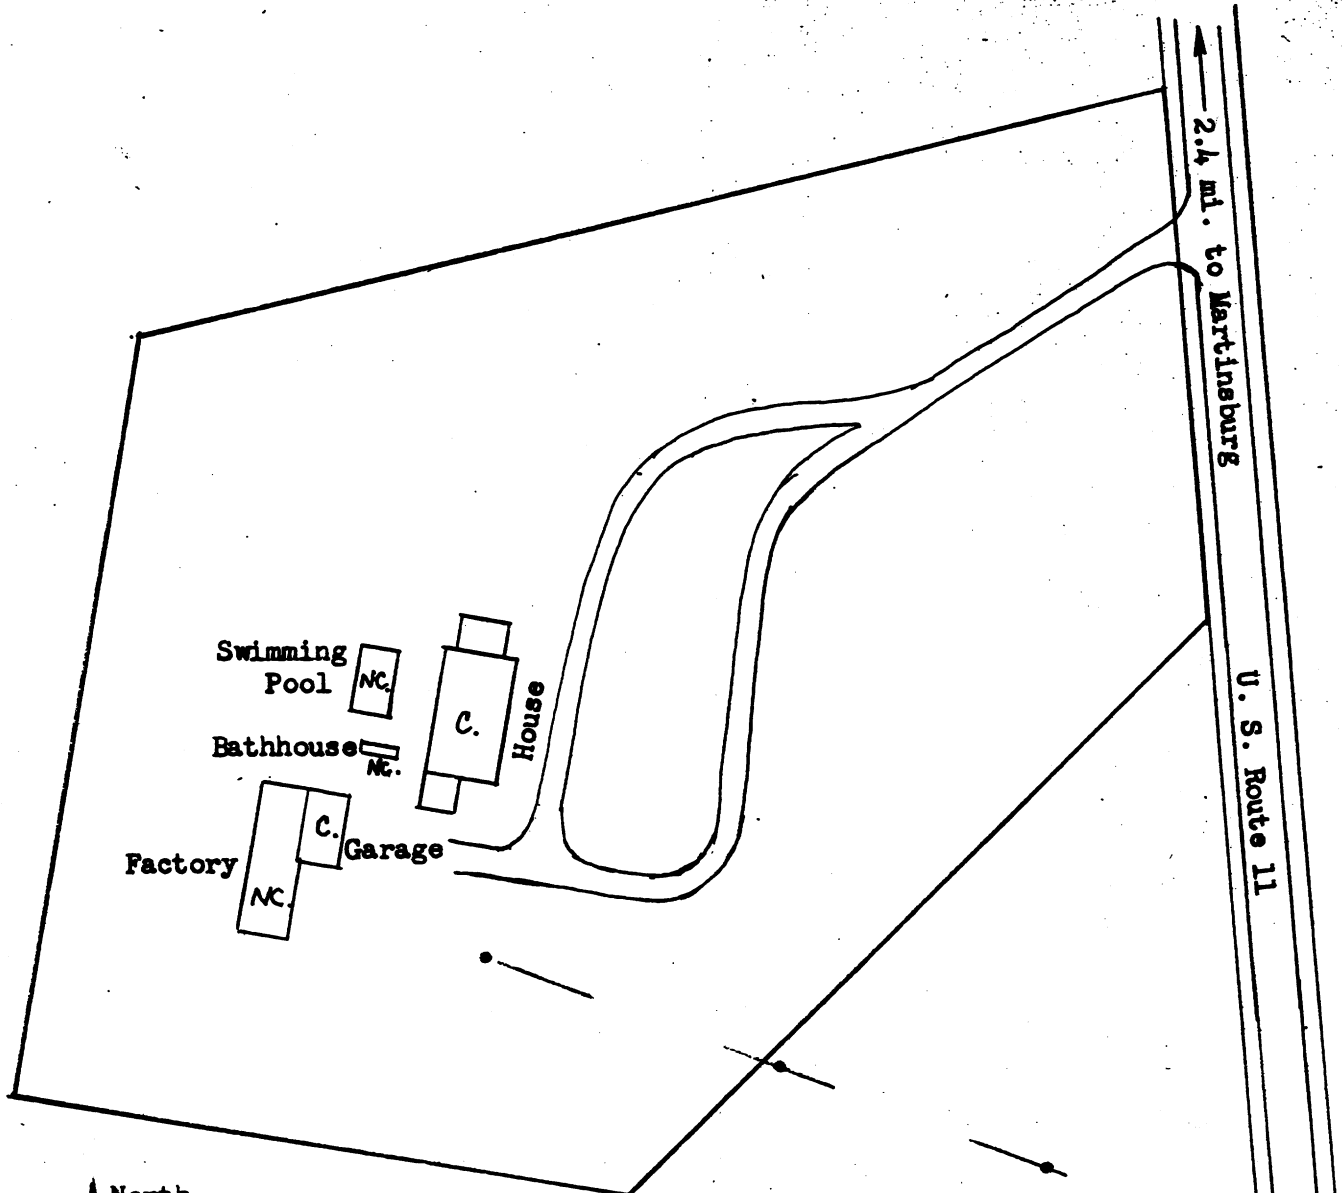 2.4 mi. to Martinsburg
U. S. Route 11
Swimming
Pool
NC.
C.
House
Bathhouse
NC.
C.
Garage
Factory
NC.
North